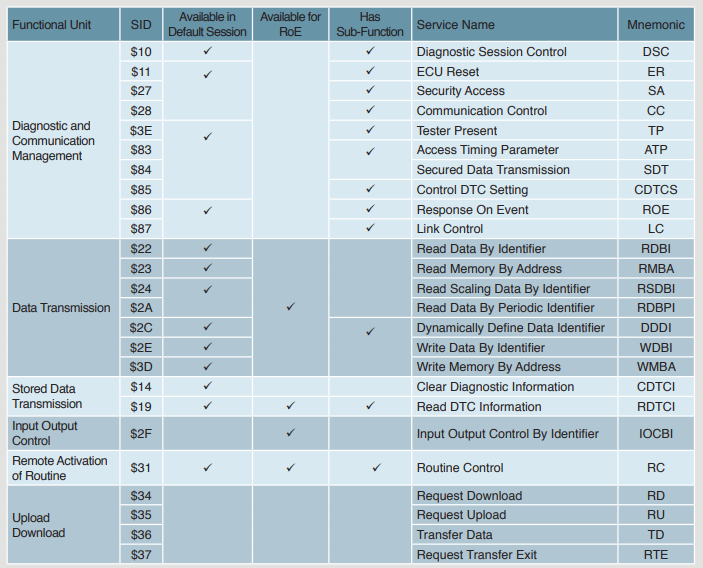 Functional Unit SID Available in Default Session Available for RoE Has Sub-Function Service Name Mnemonic
Diagnostic and Communication Management
$10 ✓ ✓ Diagnostic Session Control DSC
$11 ✓ ✓ ECU Reset ER
$27 ✓ Security Access SA
$28 ✓ Communication Control CC
$3E ✓ ✓ Tester Present TP
$83 ✓ Access Timing Parameter ATP
$84 Secured Data Transmission SDT
$85 ✓ Control DTC Setting CDTCS
$86 ✓ ✓ Response On Event ROE
$87 ✓ Link Control LC
Data Transmission
$22 ✓ Read Data By Identifier RDBI
$23 ✓ Read Memory By Address RMBA
$24 ✓ Read Scaling Data By Identifier RSDBI
$2A ✓ Read Data By Periodic Identifier RDBPI
$2C ✓ ✓ Dynamically Define Data Identifier DDDI
$2E ✓ Write Data By Identifier WDBI
$3D ✓ Write Memory By Address WMBA
Stored Data Transmission
$14 ✓ Clear Diagnostic Information CDTCI
$19 ✓ ✓ ✓ Read DTC Information RDTCI
Input Output Control
$2F ✓ Input Output Control By Identifier IOCBI
Remote Activation of Routine
$31 ✓ ✓ ✓ Routine Control RC
Upload Download
$34 Request Download RD
$35 Request Upload RU
$36 Transfer Data TD
$37 Request Transfer Exit RTE